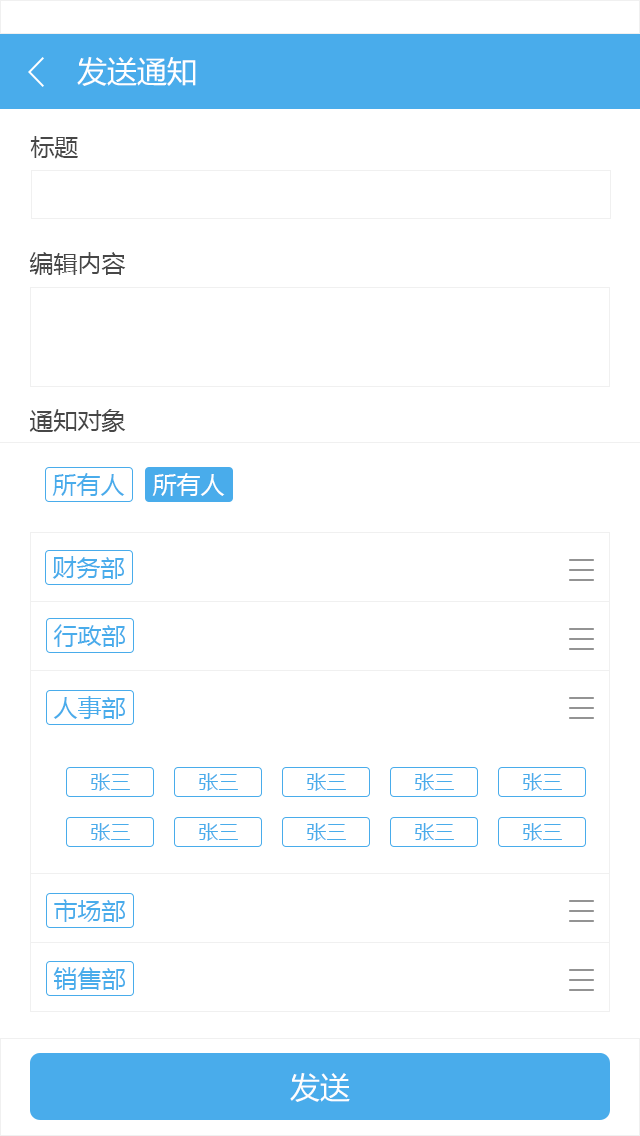 发送通知
标题
编辑内容
通知对象
所有人 所有人
财务部
行政部
人事部
张三 张三 张三 张三 张三
张三 张三 张三 张三 张三
市场部
销售部
发送